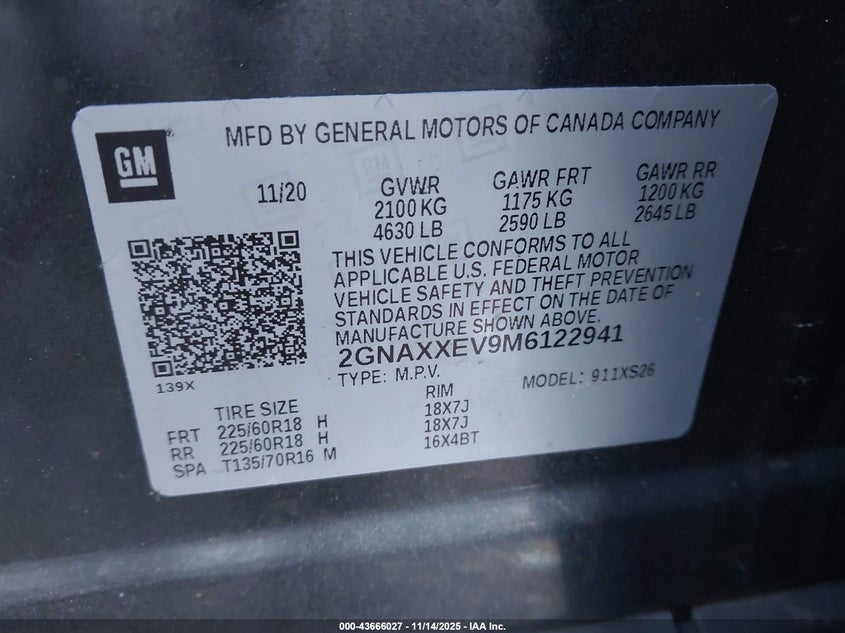 MFD BY GENERAL MOTORS OF CANADA COMPANY
GM
11/20 GVWR GAWR FRT GAWR RR
2100 KG 1175 KG 1200 KG
4630 LB 2590 LB 2645 LB
THIS VEHICLE CONFORMS TO ALL
APPLICABLE U.S. FEDERAL MOTOR
VEHICLE SAFETY AND THEFT PREVENTION
STANDARDS IN EFFECT ON THE DATE OF
MANUFACTURE SHOWN ABOVE.
2GNAXXEV9M6122941
139X
TYPE: M.P.V. MODEL: 911XS26
TIRE SIZE RIM
FRT 225/60R18 H 18X7J
RR 225/60R18 H 18X7J
SPA T135/70R16 M 16X4BT
000-43666027 - 11/14/2025 - IAA Inc.